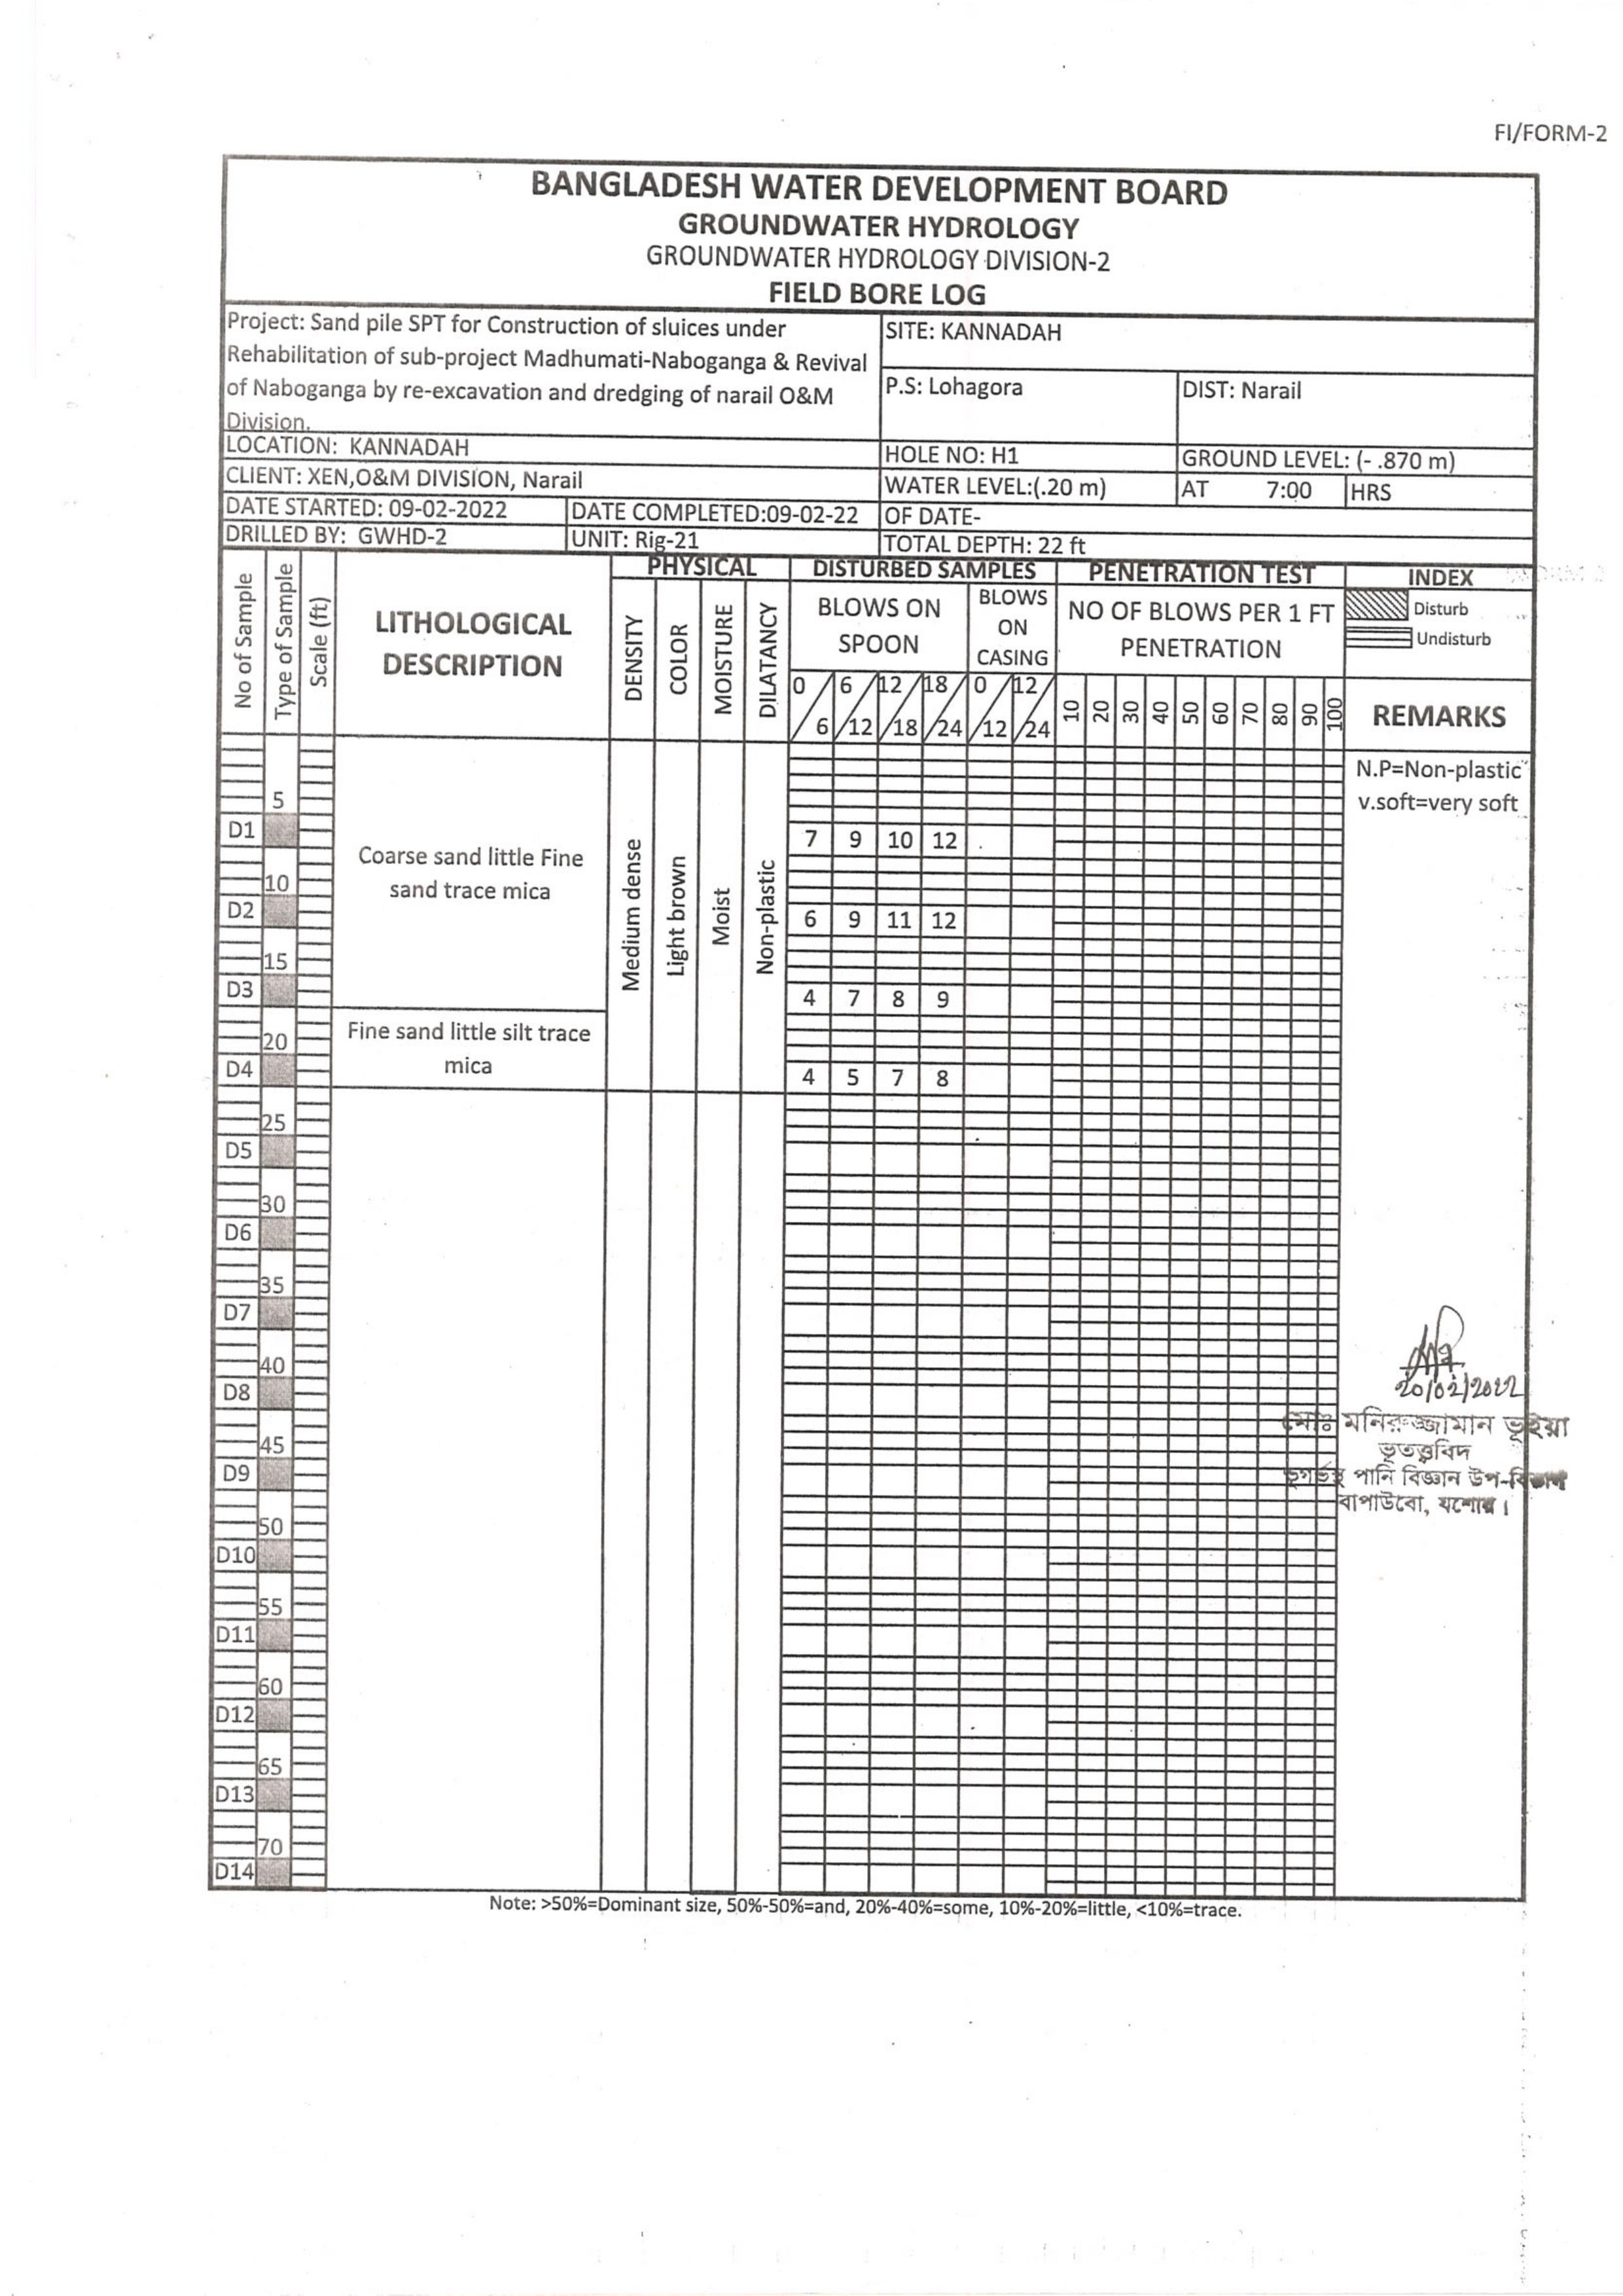 FI/FORM-2
BANGLADESH WATER DEVELOPMENT BOARD
GROUNDWATER HYDROLOGY
GROUNDWATER HYDROLOGY DIVISION-2
FIELD BORE LOG
Project: Sand pile SPT for Construction of sluices under
Rehabilitation of sub-project Madhumati-Naboganga & Revival
of Naboganga by re-excavation and dredging of narail O&M
Division.
SITE: KANNADAH
P.S: Lohagora
DIST: Narail
LOCATION: KANNADAH
HOLE NO: H1
GROUND LEVEL: (- .870 m)
CLIENT: XEN,O&M DIVISION, Narail
WATER LEVEL:(.20 m)
AT 7:00 HRS
DATE STARTED: 09-02-2022
DATE COMPLETED:09-02-22
OF DATE-
DRILLED BY: GWHD-2
UNIT: Rig-21
TOTAL DEPTH: 22 ft
No of Sample
Type of Sample
Scale (ft)
LITHOLOGICAL
DESCRIPTION
PHYSICAL
DENSITY
COLOR
MOISTURE
DILATANCY
DISTURBED SAMPLES
BLOWS ON
SPOON
BLOWS
ON
CASING
0/6 6/12 12/18 18/24 0/12 12/24
PENETRATION TEST
NO OF BLOWS PER 1 FT
PENETRATION
10 20 30 40 50 60 70 80 90 100
INDEX
Disturb
Undisturb
REMARKS
N.P=Non-plastic
v.soft=very soft
5
D1
7 9 10 12
Coarse sand little Fine
sand trace mica
Medium dense
Light brown
Moist
Non-plastic
10
D2
6 9 11 12
15
D3
4 7 8 9
Fine sand little silt trace
mica
20
D4
4 5 7 8
25
D5
30
D6
35
D7
40
D8
45
D9
50
D10
55
D11
60
D12
65
D13
70
D14
20/02/2022
মোঃ মনিরুজ্জামান ভূইয়া
ভূতত্ত্ববিদ
ভূগর্ভস্থ পানি বিজ্ঞান উপ-বিভাগ
বাপাউবো, যশোর।
Note: >50%=Dominant size, 50%-50%=and, 20%-40%=some, 10%-20%=little, <10%=trace.